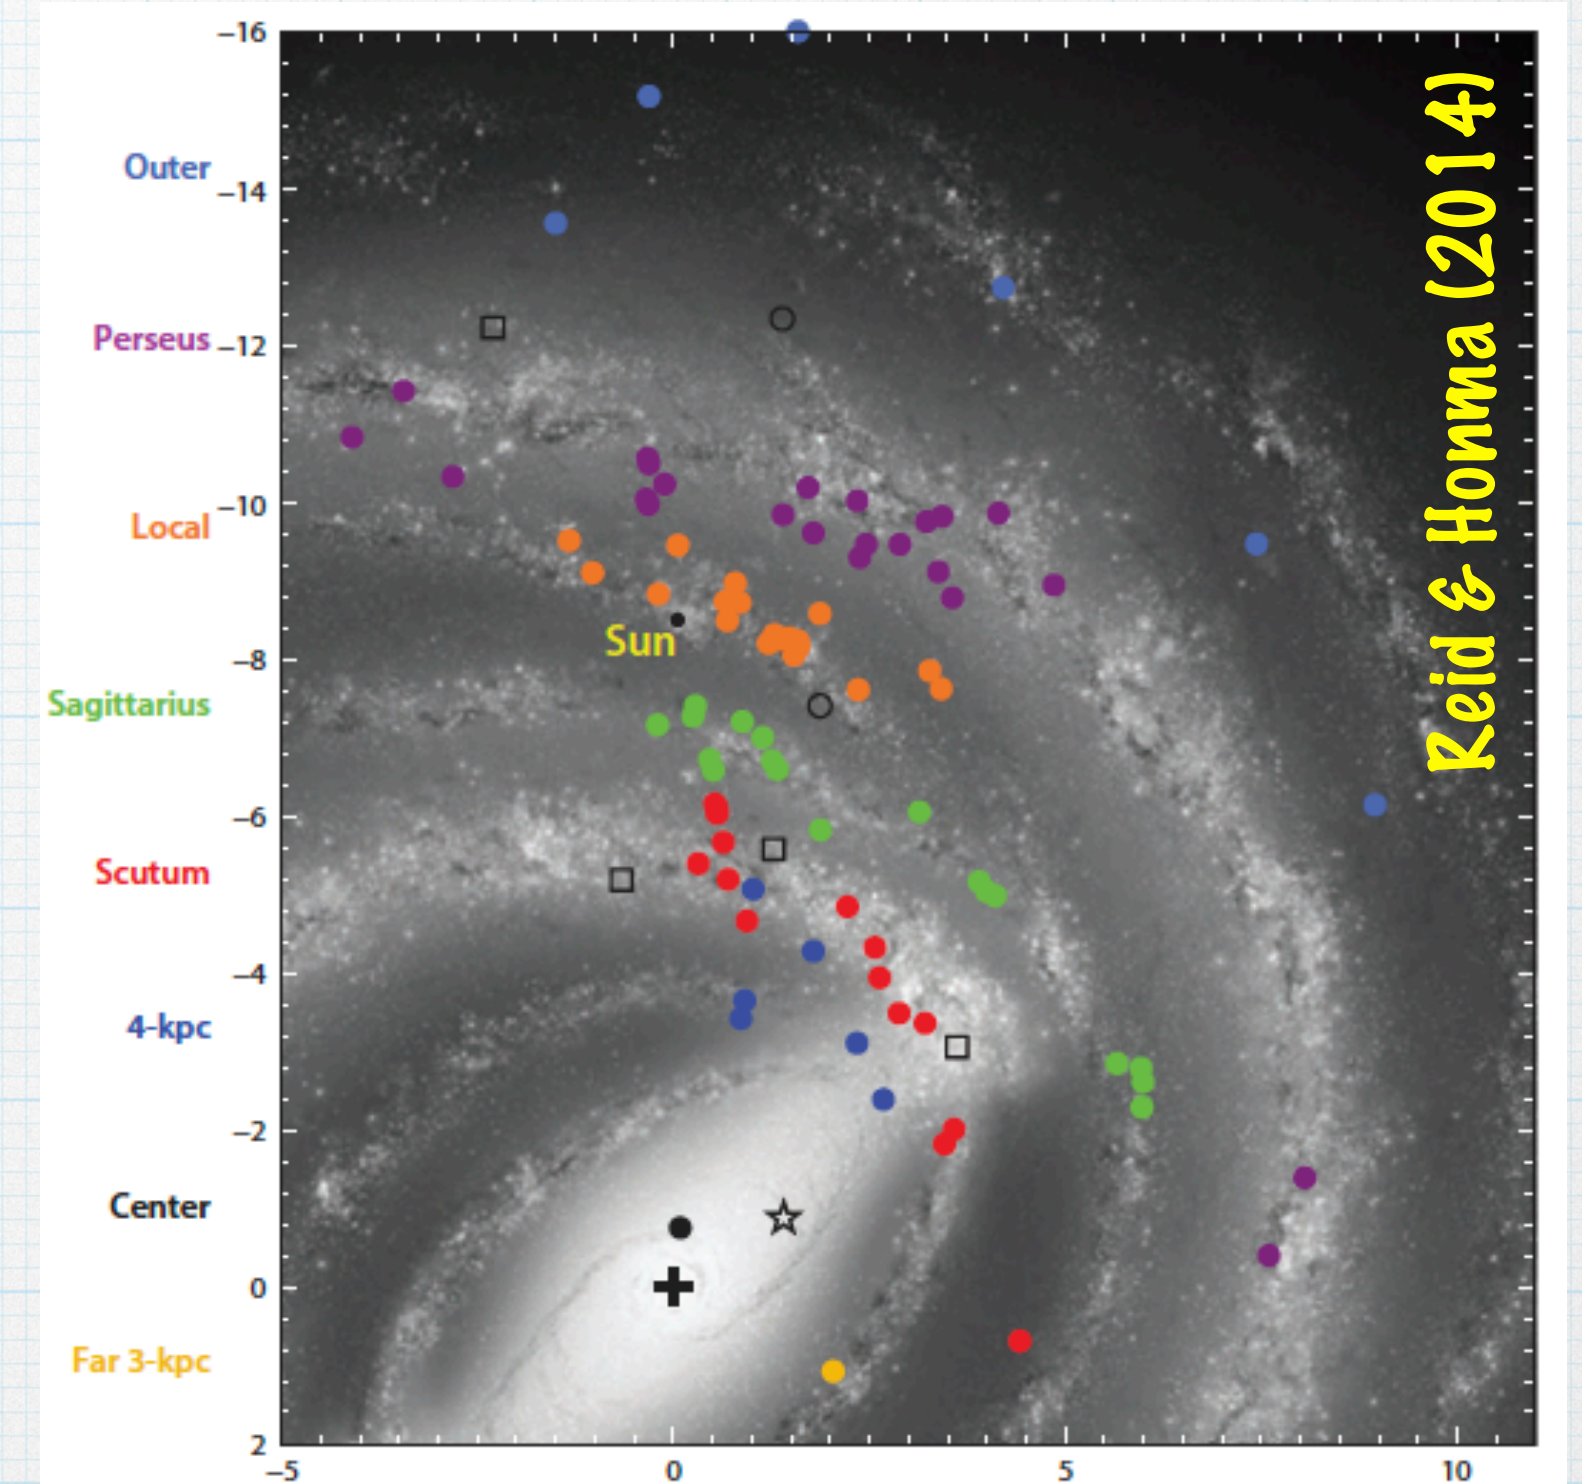 −16
Outer
−14
Perseus
−12
−10
Local
Sun
−8
Sagittarius
−6
Scutum
−4
4-kpc
−2
Center
0
Far 3-kpc
2
−5
0
5
10
Reid & Honma (2014)